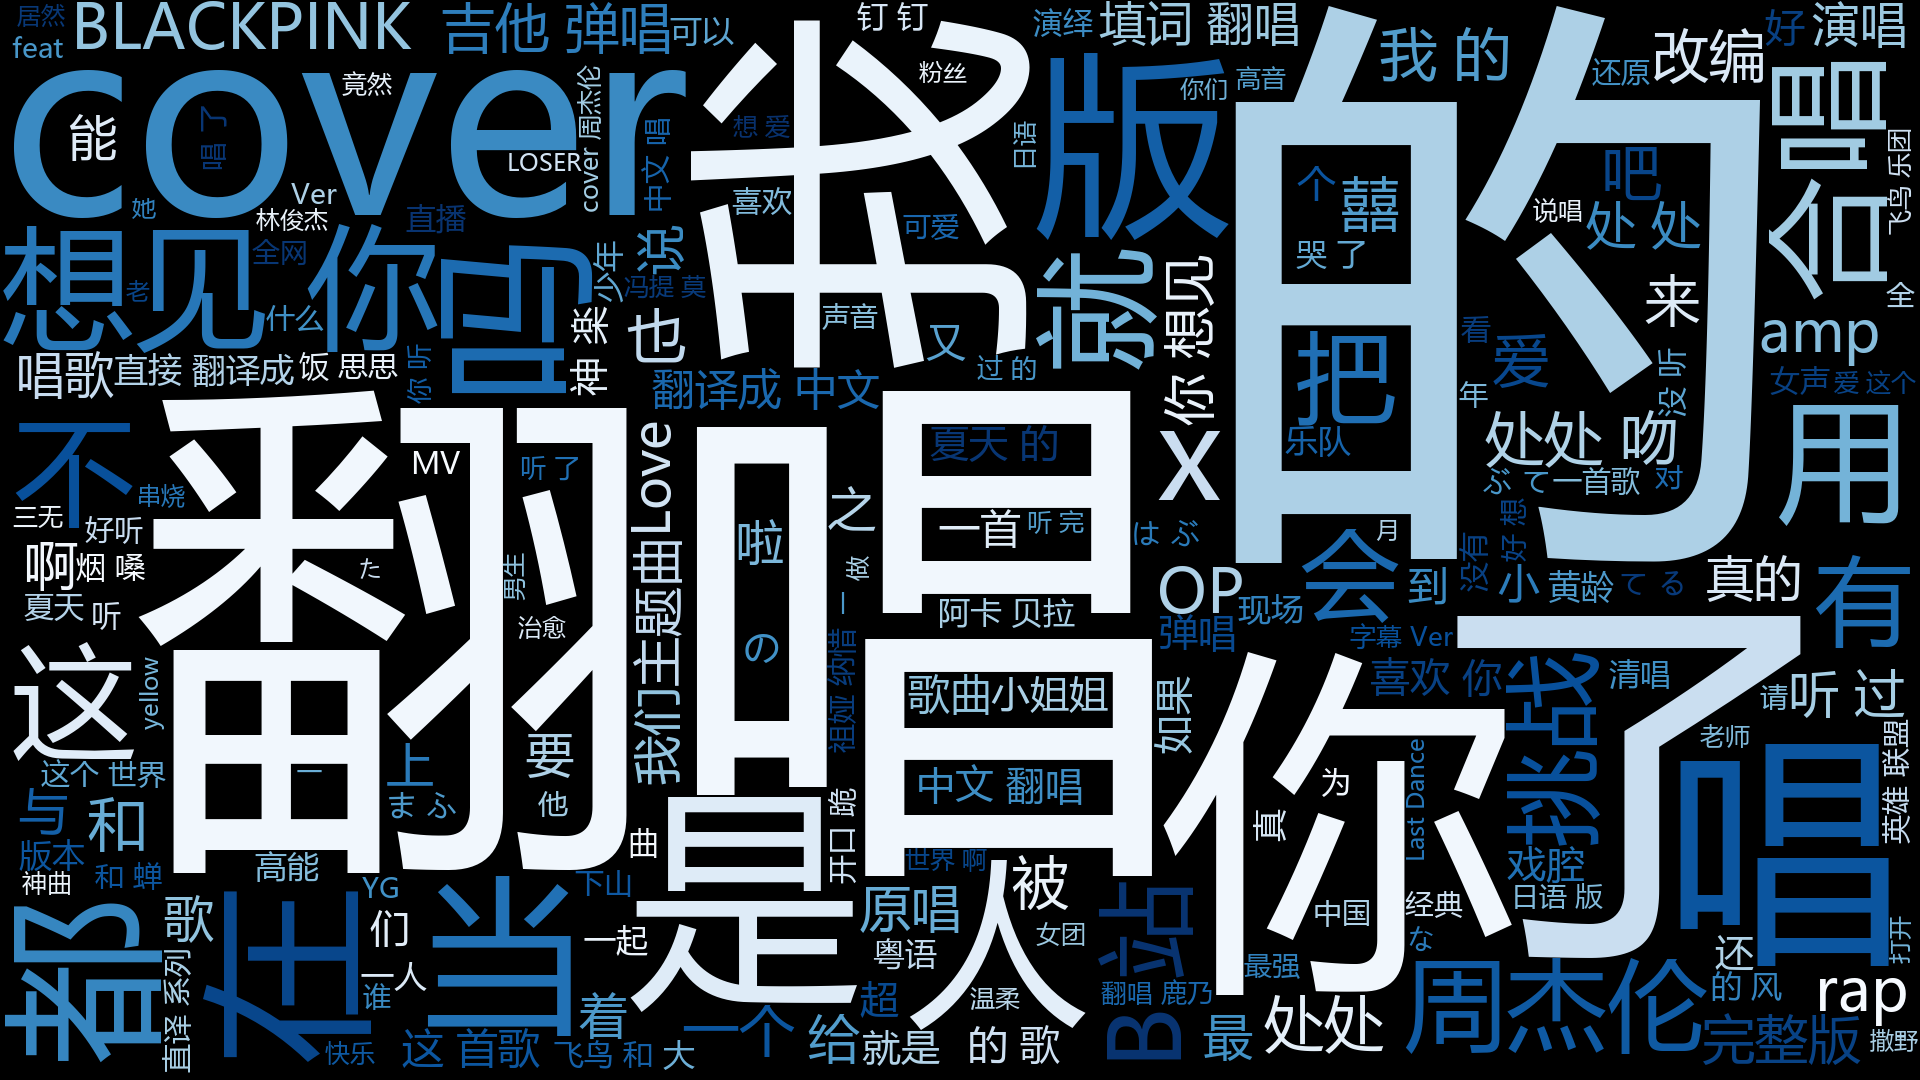 居然
feat
BLACKPINK
吉他 弹唱
可以
钉 钉
演绎
填词 翻唱
我 的
还原
改编
好
演唱
cover
竟然
粉丝
我
版
你们
高音
的
合唱
能
唱 了
LOSER
cover 周杰伦
中文 唱
想 爱
日语
个
囍
吧
飞鸟 乐团
她
Ver
林俊杰
直播
喜欢
可爱
说唱
处 处
哭 了
想见你
全网
老
什么
吗
少年
说
冯提 莫
声音
又
就
你 想见
来
全
神 枼
也
过 的
把
看
爱
amp
唱歌
直接 翻译成
饭 思思
你 听
翻译成 中文
年
没 听
女声
爱 这个
不
翻唱
MV
听 了
Love
夏天 的
X
乐队
处处 吻
用
串烧
三无
好听
啦
之
一首
听 完
は ぶ
ぶ て
一首歌
对
好 想
月
啊
烟 嗓
た
男生
一 做
OP
会
没有
夏天
听
治愈
我们
主题曲
の
阿卡 贝拉
现场
到
小
黄龄
て る
真的
有
弹唱
字幕 Ver
了
这
yellow
祖娅 纳惜
歌曲
小姐姐
如果
你
喜欢 你
挑战
清唱
请
听 过
这个 世界
一
上
要
中文 翻唱
为
Last Dance
老师
唱
英雄 联盟
与
和
ま ふ
他
是
开口 跪
真
版本
曲
世界 啊
戏腔
神曲
和 蝉
高能
YG
下山
被
人
中国
经典
日语 版
都
歌
在
们
让
一起
原唱
粤语
女团
B站
な
还
打开
直译 系列
一人
谁
着
温柔
翻唱 鹿乃
最强
周杰伦
的 风
rap
快乐
这 首歌
飞鸟 和
大
一个
给
超
就是
的 歌
最
处处
完整版
撒野